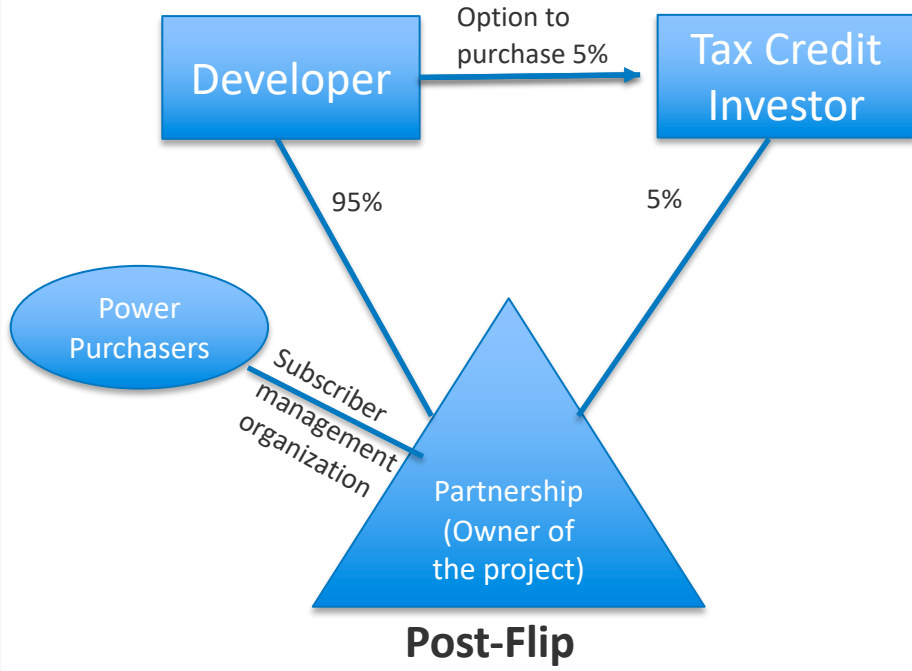 Option to
purchase 5%
Developer
Tax Credit
Investor
95%
5%
Power
Purchasers
Subscriber
management
organization
Partnership
(Owner of
the project)
Post-Flip